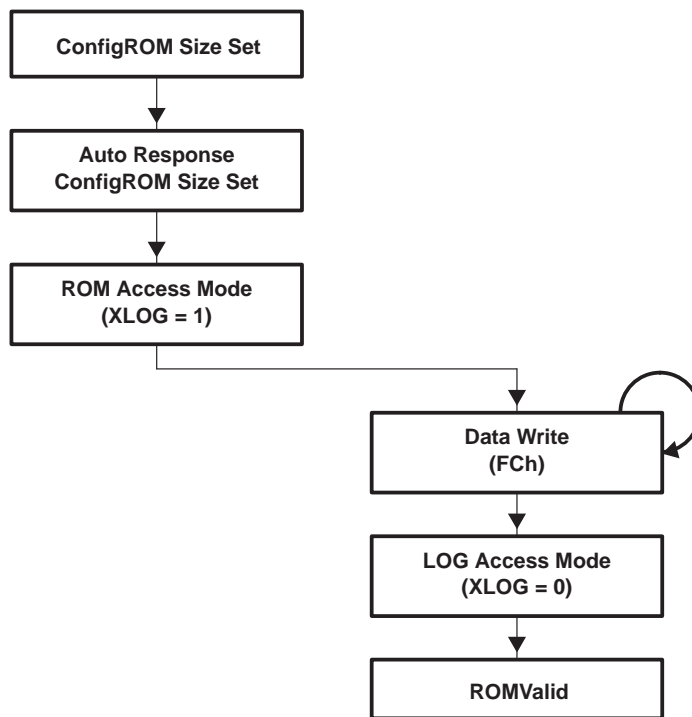 ConfigROM Size Set
Auto Response
ConfigROM Size Set
ROM Access Mode
(XLOG = 1)
Data Write
(FCh)
LOG Access Mode
(XLOG = 0)
ROMValid